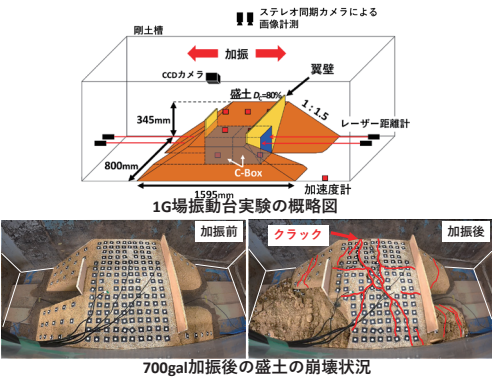 ステレオ同期カメラによる
画像計測
剛土槽
加振
翼壁
CCDカメラ
盛土 Dc=80%
1:1.5
345mm
レーザー距離計
800mm
C-Box
1595mm
加速度計
1G場振動台実験の概略図
加振前
クラック
加振後
700gal加振後の盛土の崩壊状況